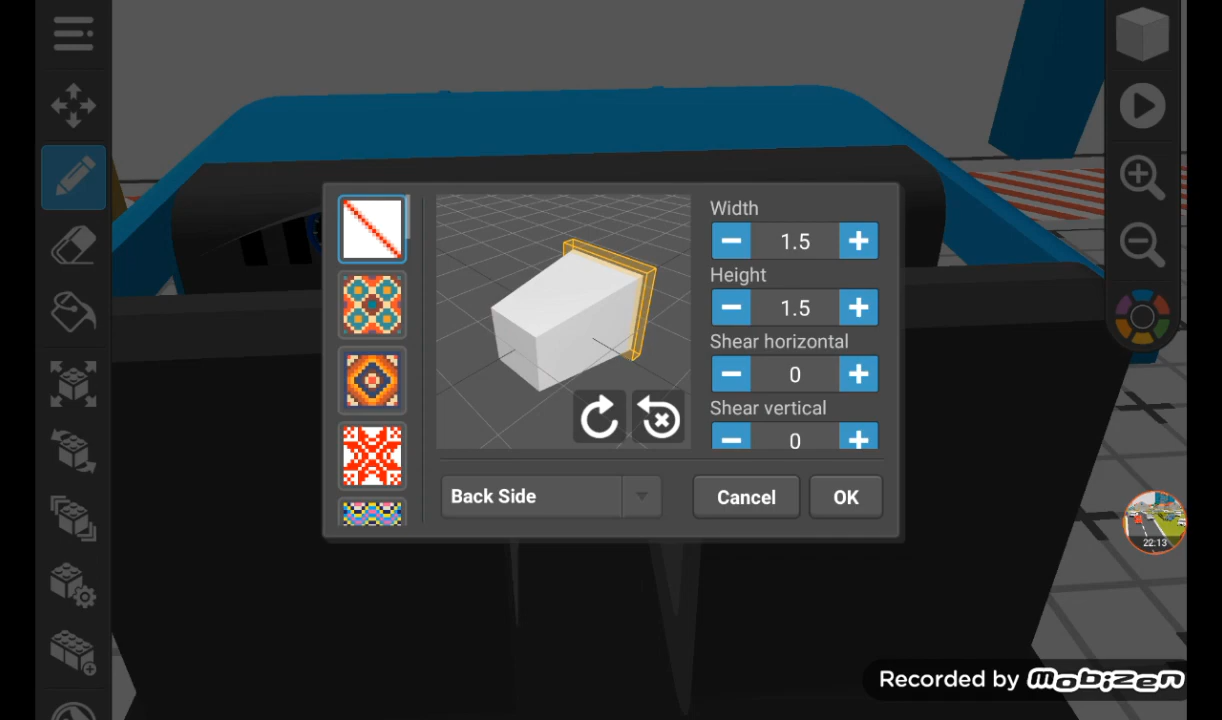 Width
1.5
Height
1.5
Shear horizontal
0
Shear vertical
0
Back Side
Cancel
OK
22:13
Recorded by mobizen